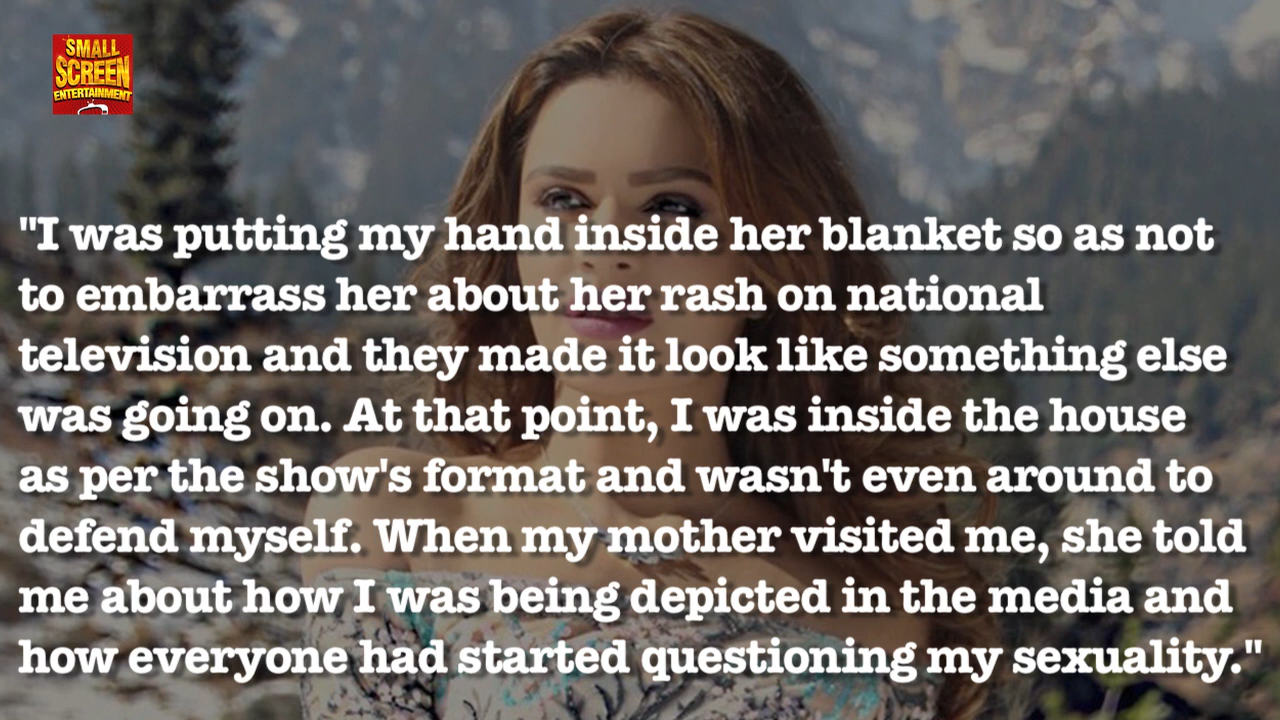 SMALL
SCREEN
ENTERTAINMENT
"I was putting my hand inside her blanket so as not
to embarrass her about her rash on national
television and they made it look like something else
was going on. At that point, I was inside the house
as per the show's format and wasn't even around to
defend myself. When my mother visited me, she told
me about how I was being depicted in the media and
how everyone had started questioning my sexuality."